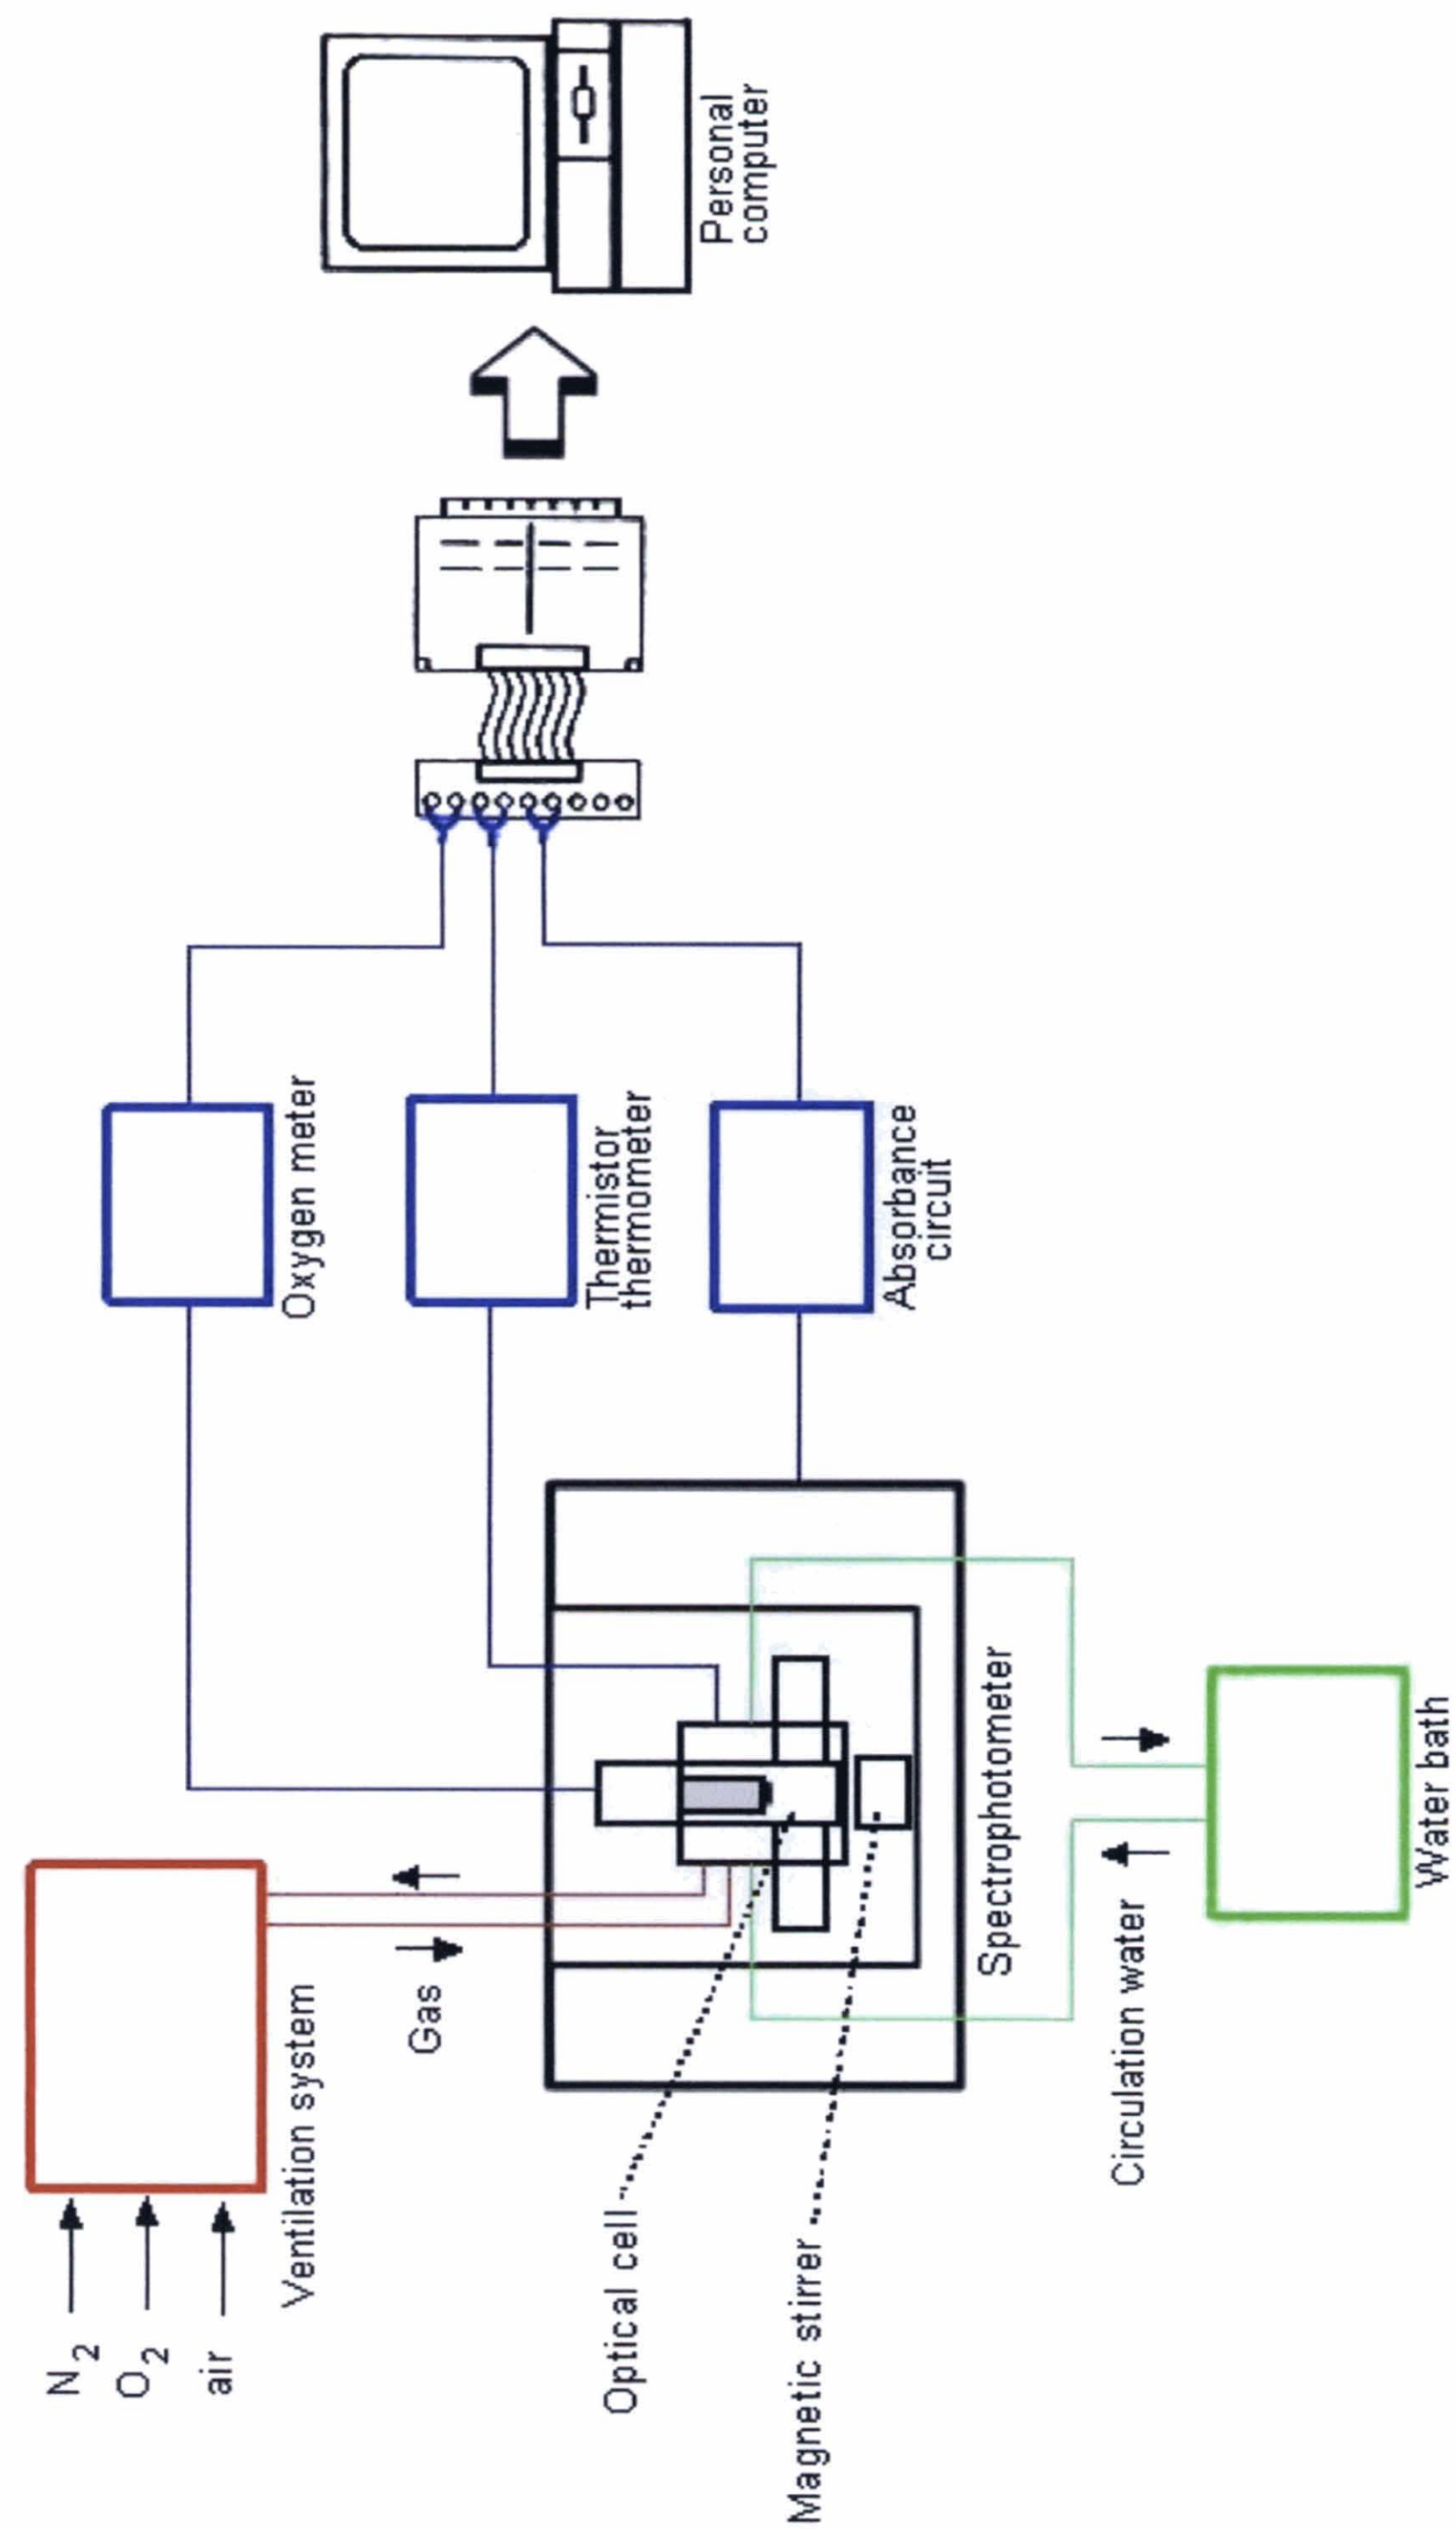 N2
O2
air
Ventilation system
Gas
Oxygen meter
Thermistor
thermometer
Absorbance
circuit
Personal
computer
Optical cell
Magnetic stirrer
Spectrophotometer
Circulation water
Water bath